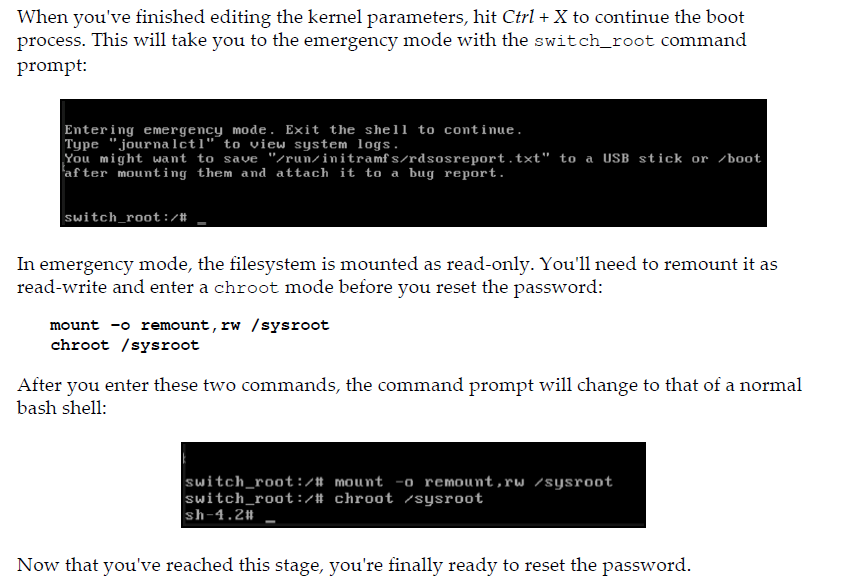 When you've finished editing the kernel parameters, hit Ctrl + X to continue the boot
process. This will take you to the emergency mode with the switch_root command
prompt:
Entering emergency mode. Exit the shell to continue.
Type "journalctl" to view system logs.
You might want to save "/run/initramfs/rdsosreport.txt" to a USB stick or /boot
after mounting them and attach it to a bug report.
switch_root:/# _
In emergency mode, the filesystem is mounted as read-only. You'll need to remount it as
read-write and enter a chroot mode before you reset the password:
mount -o remount,rw /sysroot
chroot /sysroot
After you enter these two commands, the command prompt will change to that of a normal
bash shell:
switch_root:/# mount -o remount,rw /sysroot
switch_root:/# chroot /sysroot
sh-4.2# _
Now that you've reached this stage, you're finally ready to reset the password.